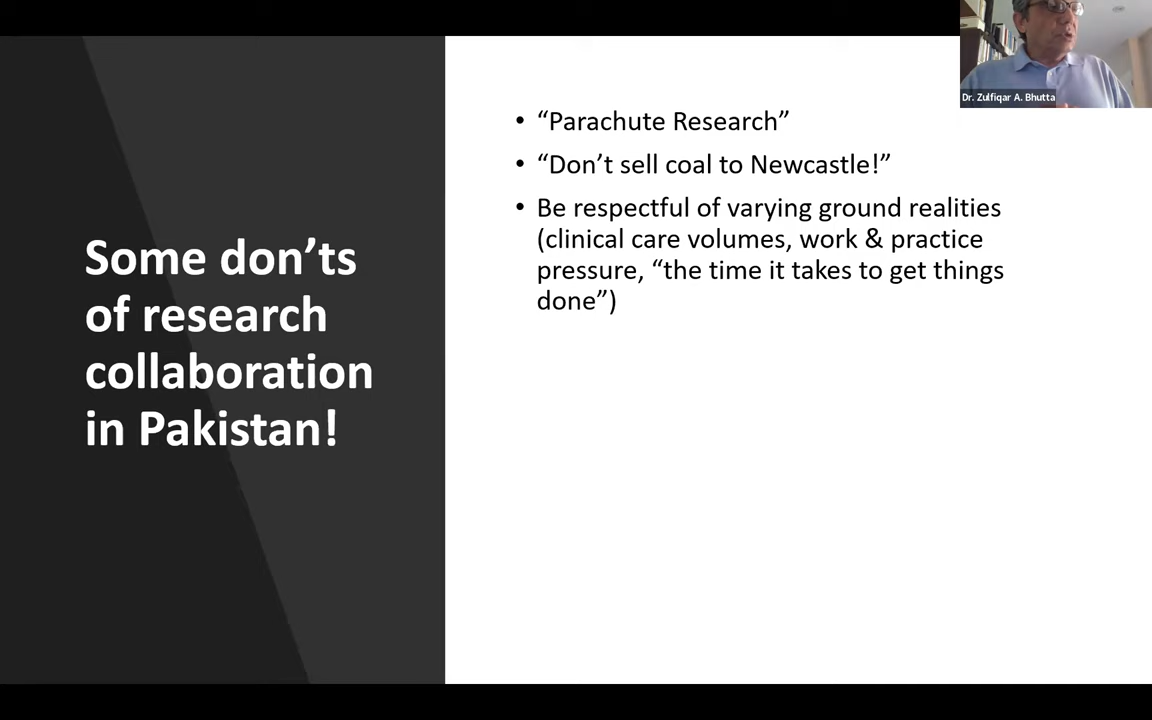 Some don’ts
of research
collaboration
in Pakistan!
• “Parachute Research”
• “Don’t sell coal to Newcastle!”
• Be respectful of varying ground realities
(clinical care volumes, work & practice
pressure, “the time it takes to get things
done”)
Dr. Zulfiqar A. Bhutta